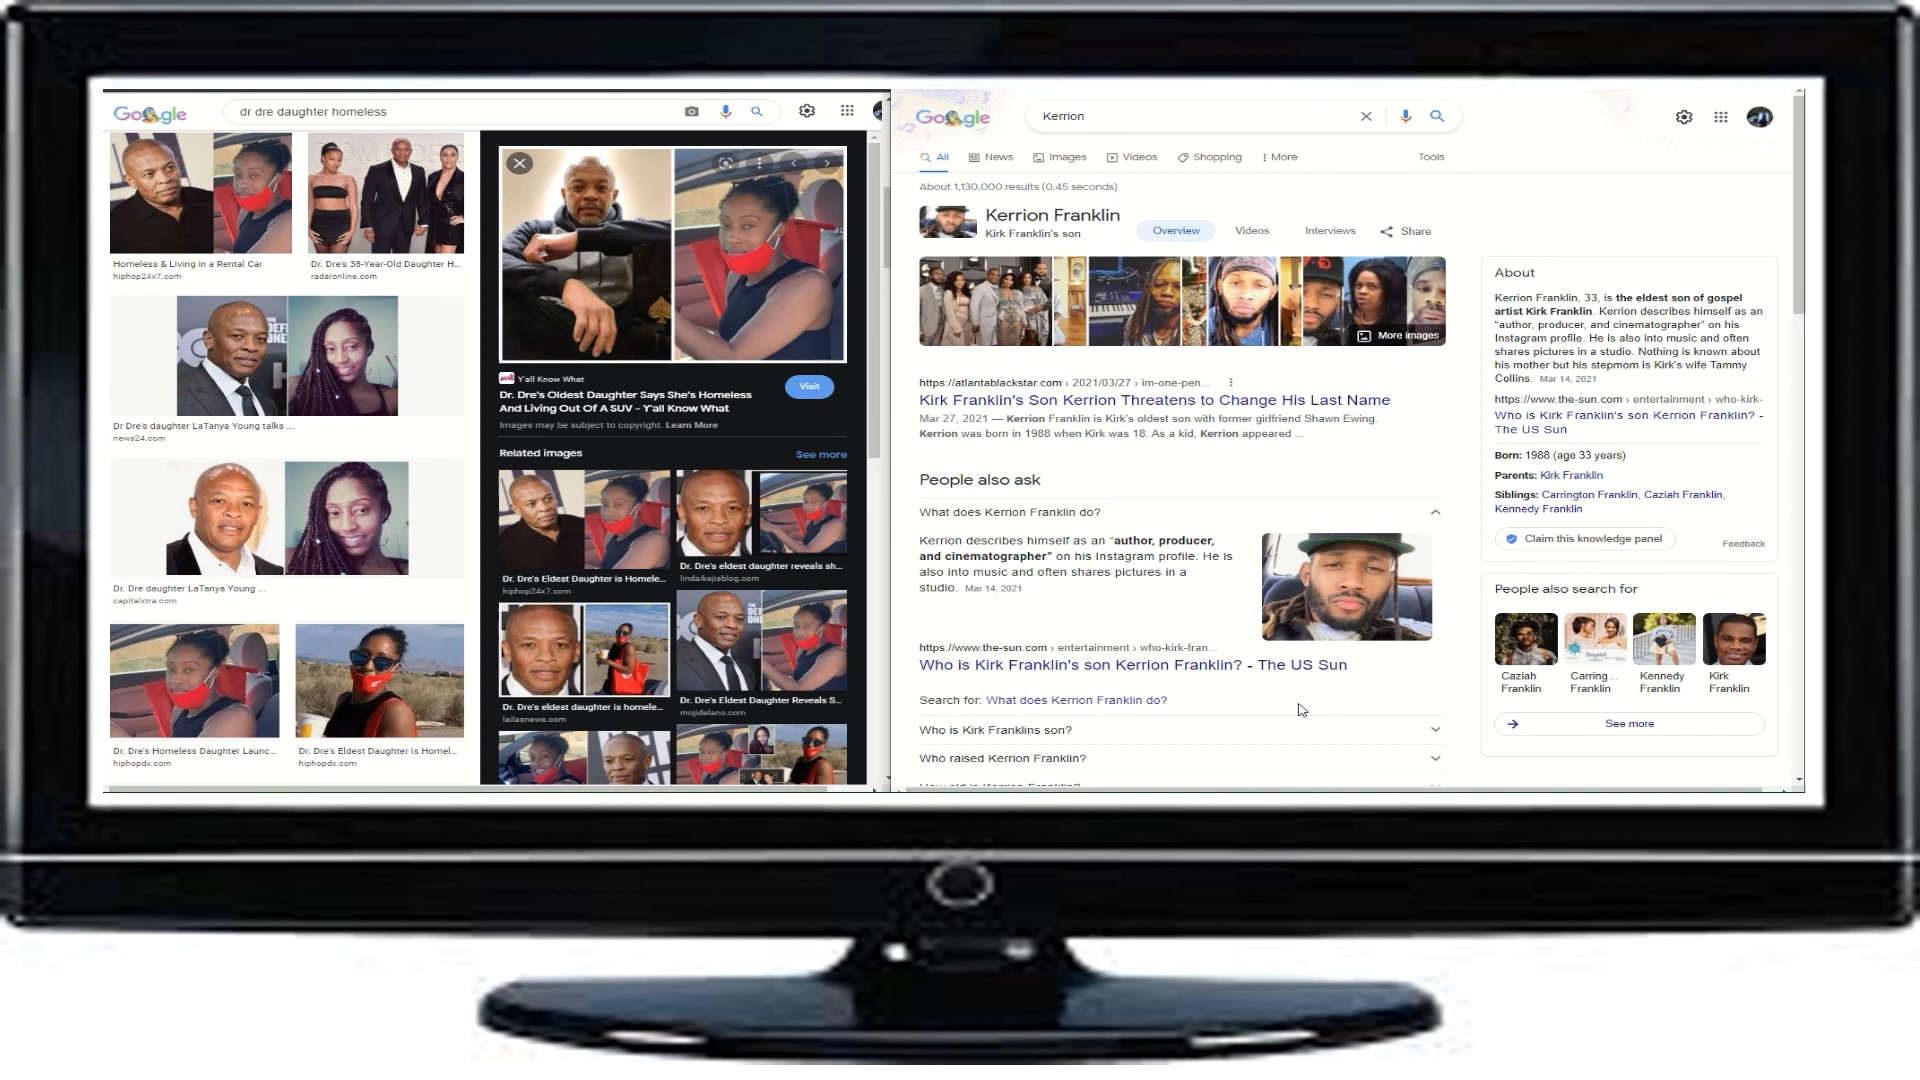 Google
dr dre daughter homeless
Homeless & Living in a Rental Car
hiphop24x7.com
Dr. Dre's 38-Year-Old Daughter H...
radaronline.com
Dr Dre's daughter LaTanya Young talks ...
news24.com
Dr. Dre daughter LaTanya Young ...
capitalxtra.com
Dr. Dre's Homeless Daughter Launc...
hiphopdx.com
Dr. Dre's Eldest Daughter Is Homel...
hiphopdx.com
Y'all Know What
Dr. Dre's Oldest Daughter Says She's Homeless
And Living Out Of A SUV - Y'all Know What
Visit
Images may be subject to copyright. Learn More
Related images
See more
Dr. Dre's Eldest Daughter is Homele...
hiphop24x7.com
Dr. Dre's eldest daughter reveals sh...
lindaikejisblog.com
Dr. Dre's eldest daughter is homele...
lailasnews.com
Dr. Dre's Eldest Daughter Reveals S...
mojidelano.com
Google
Kerrion
All
News
Images
Videos
Shopping
More
Tools
About 1,130,000 results (0.45 seconds)
Kerrion Franklin
Kirk Franklin's son
Overview
Videos
Interviews
Share
More images
https://atlantablackstar.com › 2021/03/27 › im-one-pen...
Kirk Franklin's Son Kerrion Threatens to Change His Last Name
Mar 27, 2021 — Kerrion Franklin is Kirk's oldest son with former girlfriend Shawn Ewing.
Kerrion was born in 1988 when Kirk was 18. As a kid, Kerrion appeared ...
People also ask
What does Kerrion Franklin do?
Kerrion describes himself as an "author, producer,
and cinematographer" on his Instagram profile. He is
also into music and often shares pictures in a
studio. Mar 14, 2021
https://www.the-sun.com › entertainment › who-kirk-fran...
Who is Kirk Franklin's son Kerrion Franklin? - The US Sun
Search for: What does Kerrion Franklin do?
Who is Kirk Franklins son?
Who raised Kerrion Franklin?
About
Kerrion Franklin, 33, is the eldest son of gospel
artist Kirk Franklin. Kerrion describes himself as an
"author, producer, and cinematographer" on his
Instagram profile. He is also into music and often
shares pictures in a studio. Nothing is known about
his mother but his stepmom is Kirk's wife Tammy
Collins. Mar 14, 2021
https://www.the-sun.com › entertainment › who-kirk-
Who is Kirk Franklin's son Kerrion Franklin? -
The US Sun
Born: 1988 (age 33 years)
Parents: Kirk Franklin
Siblings: Carrington Franklin, Caziah Franklin,
Kennedy Franklin
Claim this knowledge panel
Feedback
People also search for
Caziah
Franklin
Carring...
Franklin
Kennedy
Franklin
Kirk
Franklin
See more